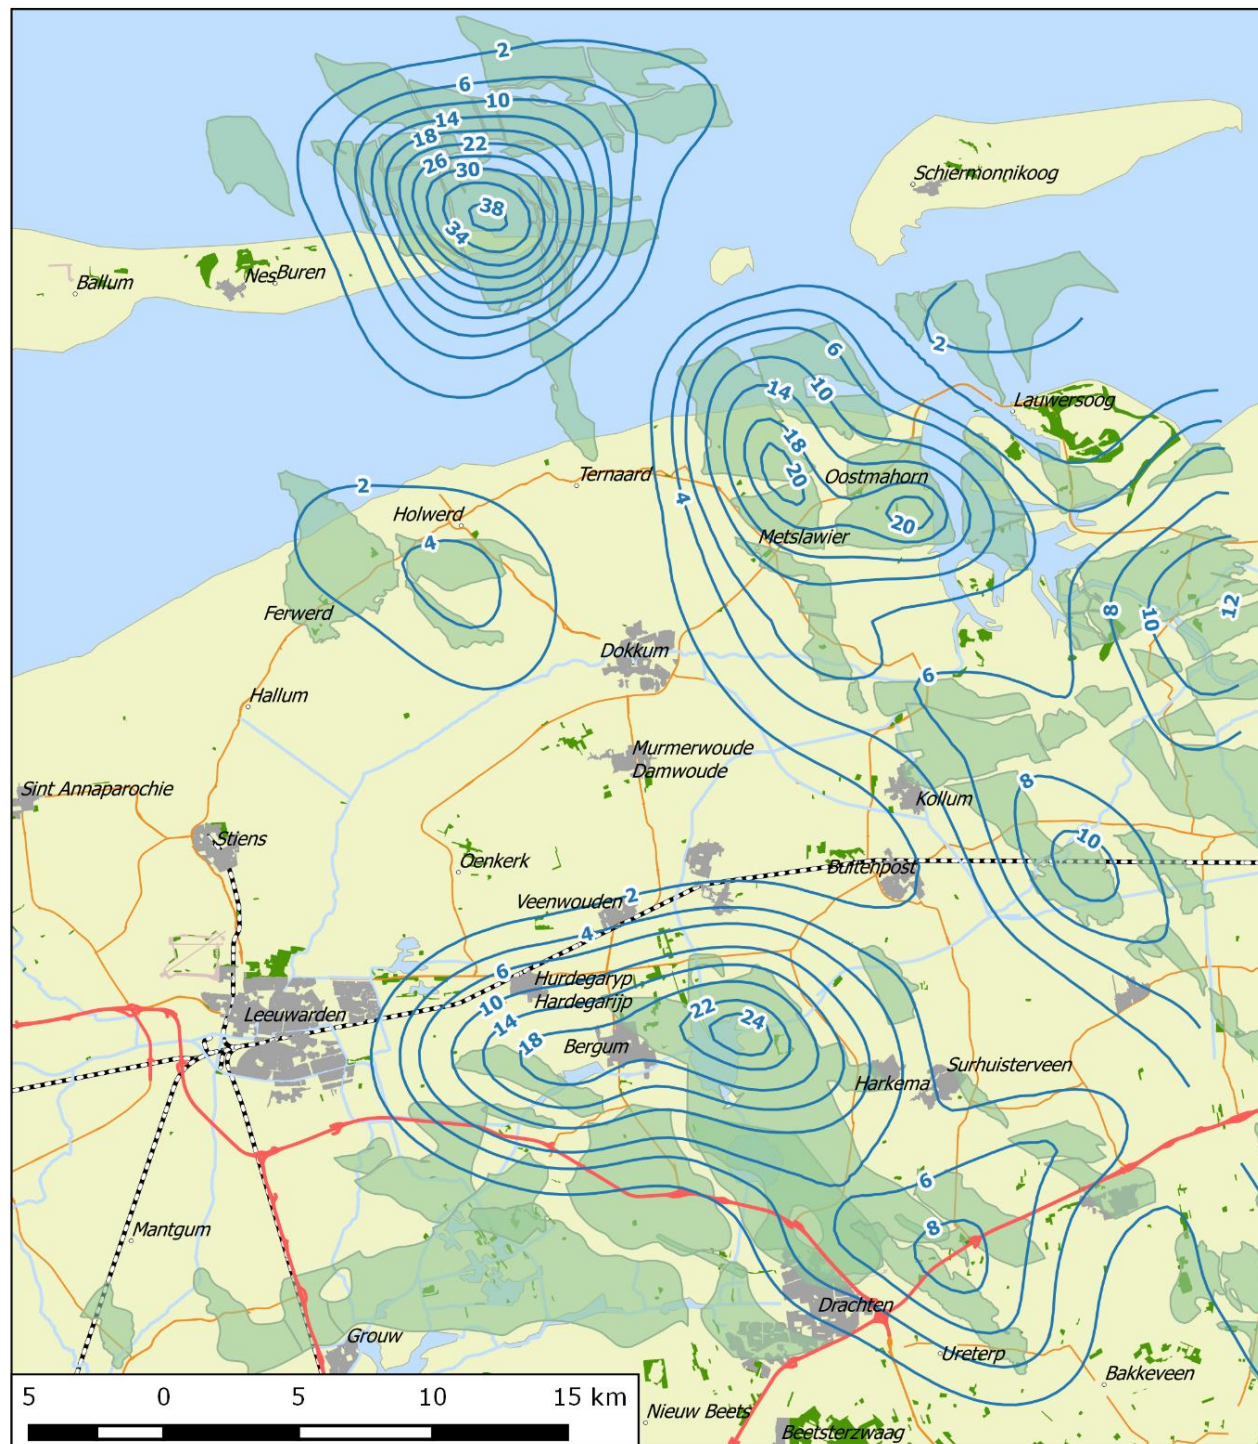 2
6
10
14
18
22
26
30
38
34
Schiermonnikoog
Ballum
Nes
Buren
2
6
Lauwersoog
10
14
18
20
Oostmahorn
20
4
Ternaard
2
Holwerd
4
Metslawier
Ferwerd
8
10
12
Dokkum
6
Hallum
Murmerwoude
Damwoude
Sint Annaparochie
8
Kollum
Stiens
10
Oenkerk
Buitenpost
Veenwouden
2
4
6
Hurdegaryp
Hardegarijp
10
14
18
22
24
Leeuwarden
Bergum
Harkema
Surhuisterveen
6
8
Mantgum
Drachten
Grouw
Ureterp
Bakkeveen
5 0 5 10 15 km
Nieuw Beets
Beetsterzwaag